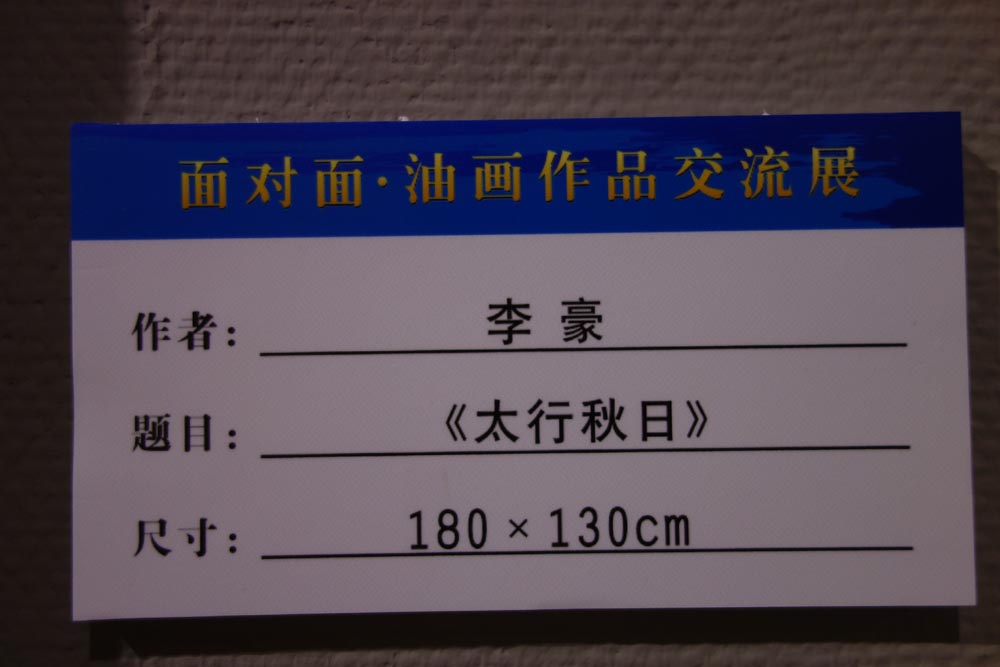 面对面·油画作品交流展
作者： 李 豪
题目： 《太行秋日》
尺寸： 180×130cm